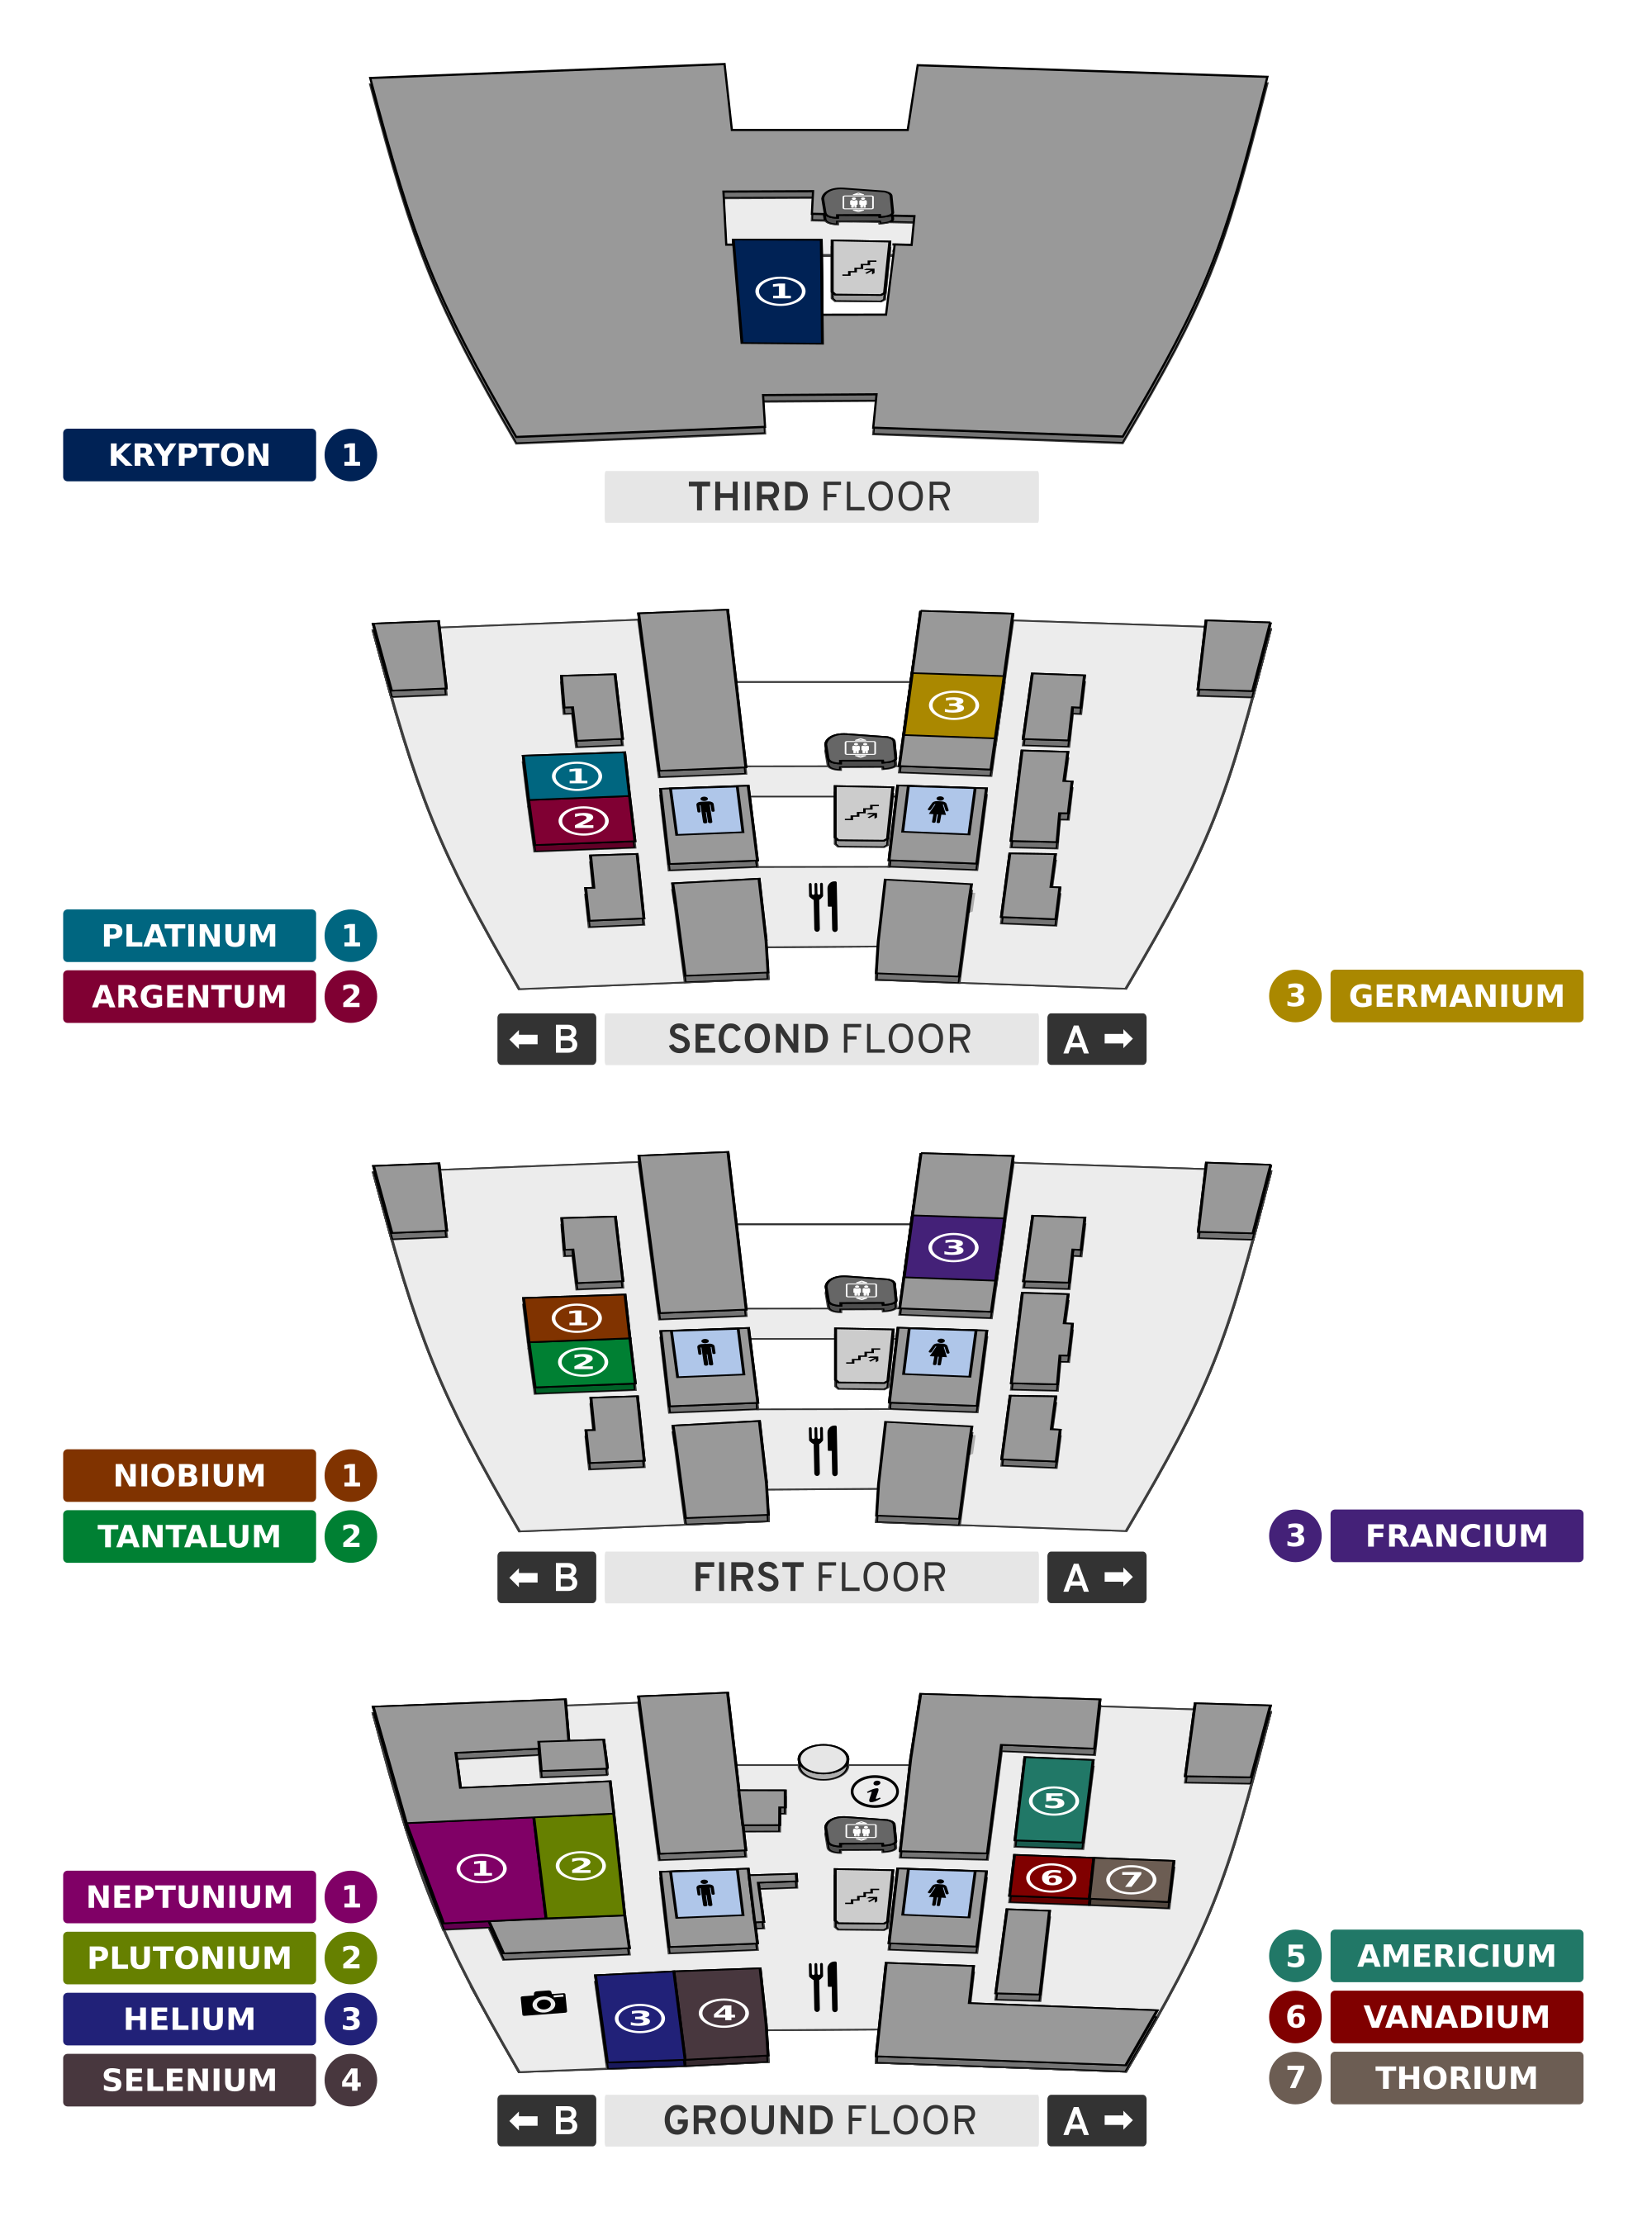 1
KRYPTON 1
THIRD FLOOR
3
1
2
PLATINUM 1
ARGENTUM 2
3 GERMANIUM
B SECOND FLOOR A
3
1
2
NIOBIUM 1
TANTALUM 2
3 FRANCIUM
B FIRST FLOOR A
i
5
1 2
6 7
3 4
NEPTUNIUM 1
PLUTONIUM 2
HELIUM 3
SELENIUM 4
5 AMERICIUM
6 VANADIUM
7 THORIUM
B GROUND FLOOR A